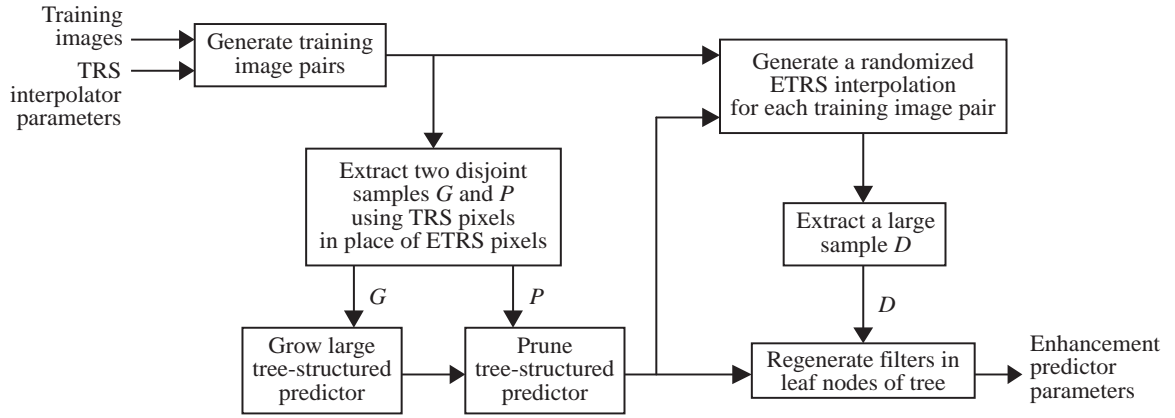 Training
images
TRS
interpolator
parameters
Generate training
image pairs
Generate a randomized
ETRS interpolation
for each training image pair
Extract two disjoint
samples G and P
using TRS pixels
in place of ETRS pixels
Extract a large
sample D
G
P
D
Grow large
tree-structured
predictor
Prune
tree-structured
predictor
Regenerate filters in
leaf nodes of tree
Enhancement
predictor
parameters